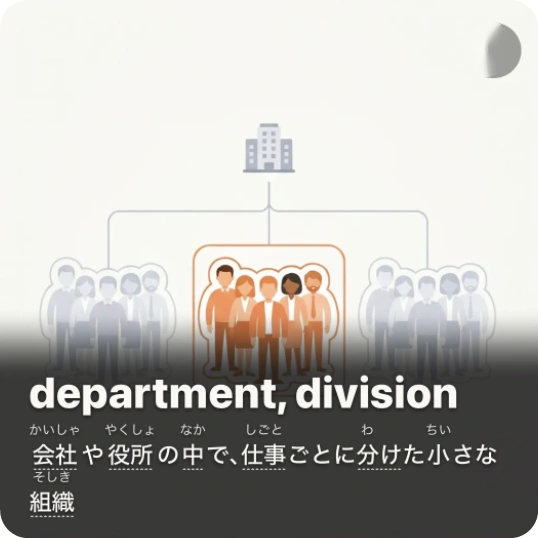 department, division
かいしゃ やくしょ なか しごと わ ちい
会社や役所の中で、仕事ごとに分けた小さな
そしき
組織